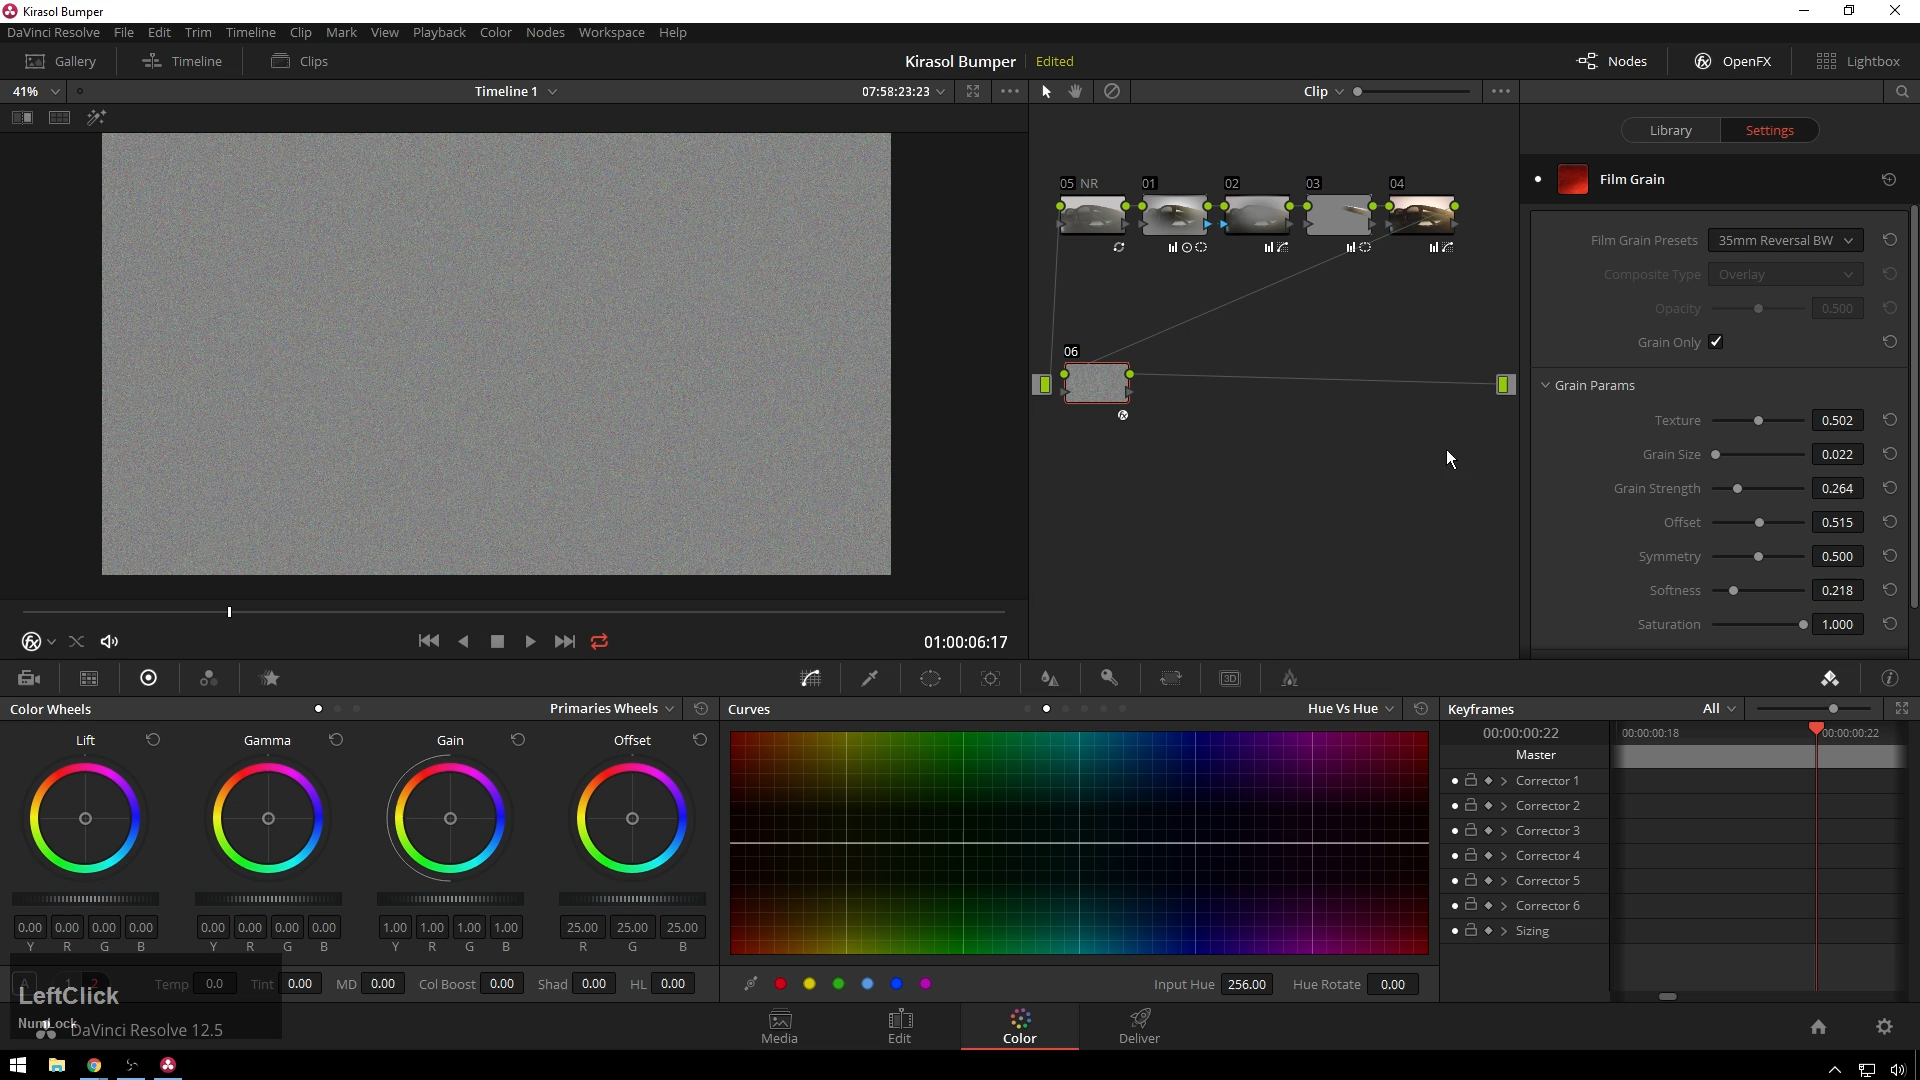 Kirasol Bumper
DaVinci Resolve File Edit Trim Timeline Clip Mark View Playback Color Nodes Workspace Help
Gallery Timeline Clips Kirasol Bumper Edited Nodes OpenFX Lightbox
41% Timeline 1 07:58:23:23 Clip
Library Settings
Film Grain
05 NR 01 02 03 04
Film Grain Presets 35mm Reversal BW
Composite Type Overlay
Opacity 0.500
Grain Only
06
Grain Params
Texture 0.502
Grain Size 0.022
Grain Strength 0.264
Offset 0.515
Symmetry 0.500
Softness 0.218
Saturation 1.000
01:00:06:17
3D
Color Wheels Primaries Wheels Curves Hue Vs Hue Keyframes All
Lift Gamma Gain Offset
00:00:00:22 00:00:00:18 00:00:00:22
Master
Corrector 1
Corrector 2
Corrector 3
Corrector 4
Corrector 5
Corrector 6
Sizing
0.00 0.00 0.00 0.00 0.00 0.00 0.00 0.00 1.00 1.00 1.00 1.00 25.00 25.00 25.00
Y R G B Y R G B Y R G B R G B
A 1 2 Temp 0.0 Tint 0.00 MD 0.00 Col Boost 0.00 Shad 0.00 HL 0.00 Input Hue 256.00 Hue Rotate 0.00
LeftClick
NumLock
DaVinci Resolve 12.5
Media Edit Color Deliver